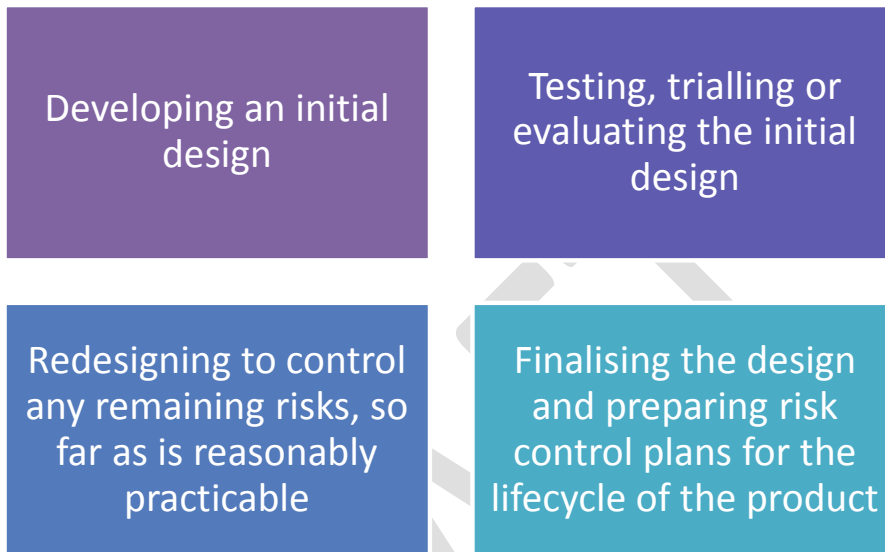 Developing an initial
design
Testing, trialling or
evaluating the initial
design
Redesigning to control
any remaining risks, so
far as is reasonably
practicable
Finalising the design
and preparing risk
control plans for the
lifecycle of the product